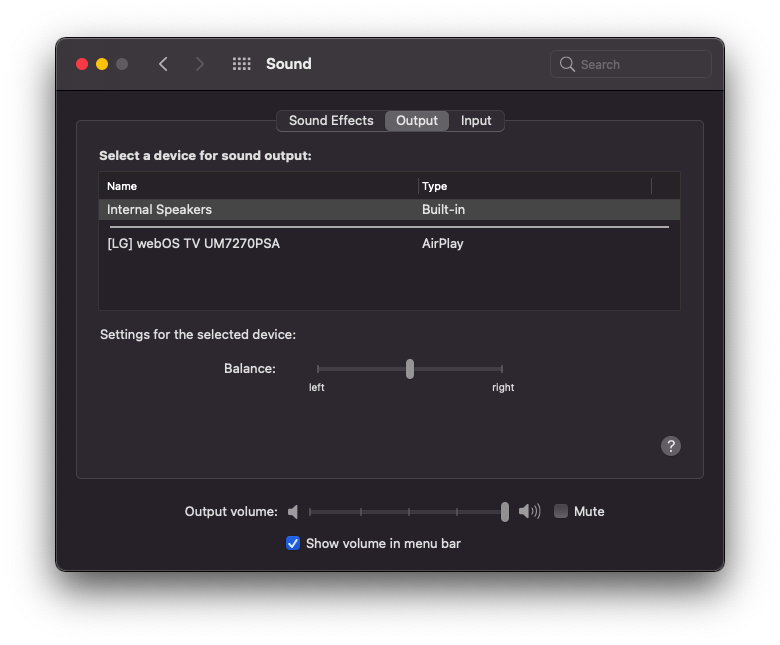 Sound
Search
Sound Effects Output Input
Select a device for sound output:
Name Type
Internal Speakers Built-in
[LG] webOS TV UM7270PSA AirPlay
Settings for the selected device:
Balance:
left right
?
Output volume: Mute
Show volume in menu bar